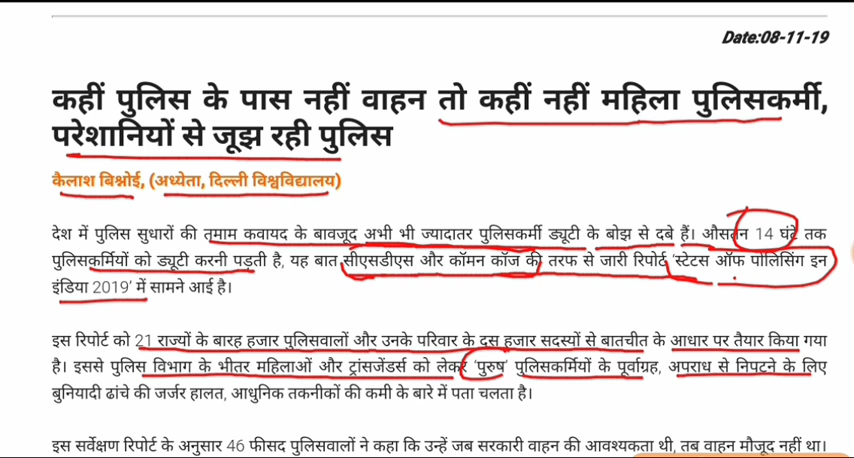 Date:08-11-19
कहीं पुलिस के पास नहीं वाहन तो कहीं नहीं महिला पुलिसकर्मी,
परेशानियों से जूझ रही पुलिस
कैलाश बिश्नोई, (अध्येता, दिल्ली विश्वविद्यालय)
देश में पुलिस सुधारों की तमाम कवायद के बावजूद अभी भी ज्यादातर पुलिसकर्मी ड्यूटी के बोझ से दबे हैं। औसतन 14 घंटे तक
पुलिसकर्मियों को ड्यूटी करनी पड़ती है, यह बात सीएसडीएस और कॉमन कॉज की तरफ से जारी रिपोर्ट 'स्टेटस ऑफ पोलिसिंग इन
इंडिया 2019' में सामने आई है।
इस रिपोर्ट को 21 राज्यों के बारह हजार पुलिसवालों और उनके परिवार के दस हजार सदस्यों से बातचीत के आधार पर तैयार किया गया
है। इससे पुलिस विभाग के भीतर महिलाओं और ट्रांसजेंडर्स को लेकर 'पुरुष' पुलिसकर्मियों के पूर्वाग्रह, अपराध से निपटने के लिए
बुनियादी ढांचे की जर्जर हालत, आधुनिक तकनीकों की कमी के बारे में पता चलता है।
इस सर्वेक्षण रिपोर्ट के अनुसार 46 फीसद पुलिसवालों ने कहा कि उन्हें जब सरकारी वाहन की आवश्यकता थी, तब वाहन मौजूद नहीं था।